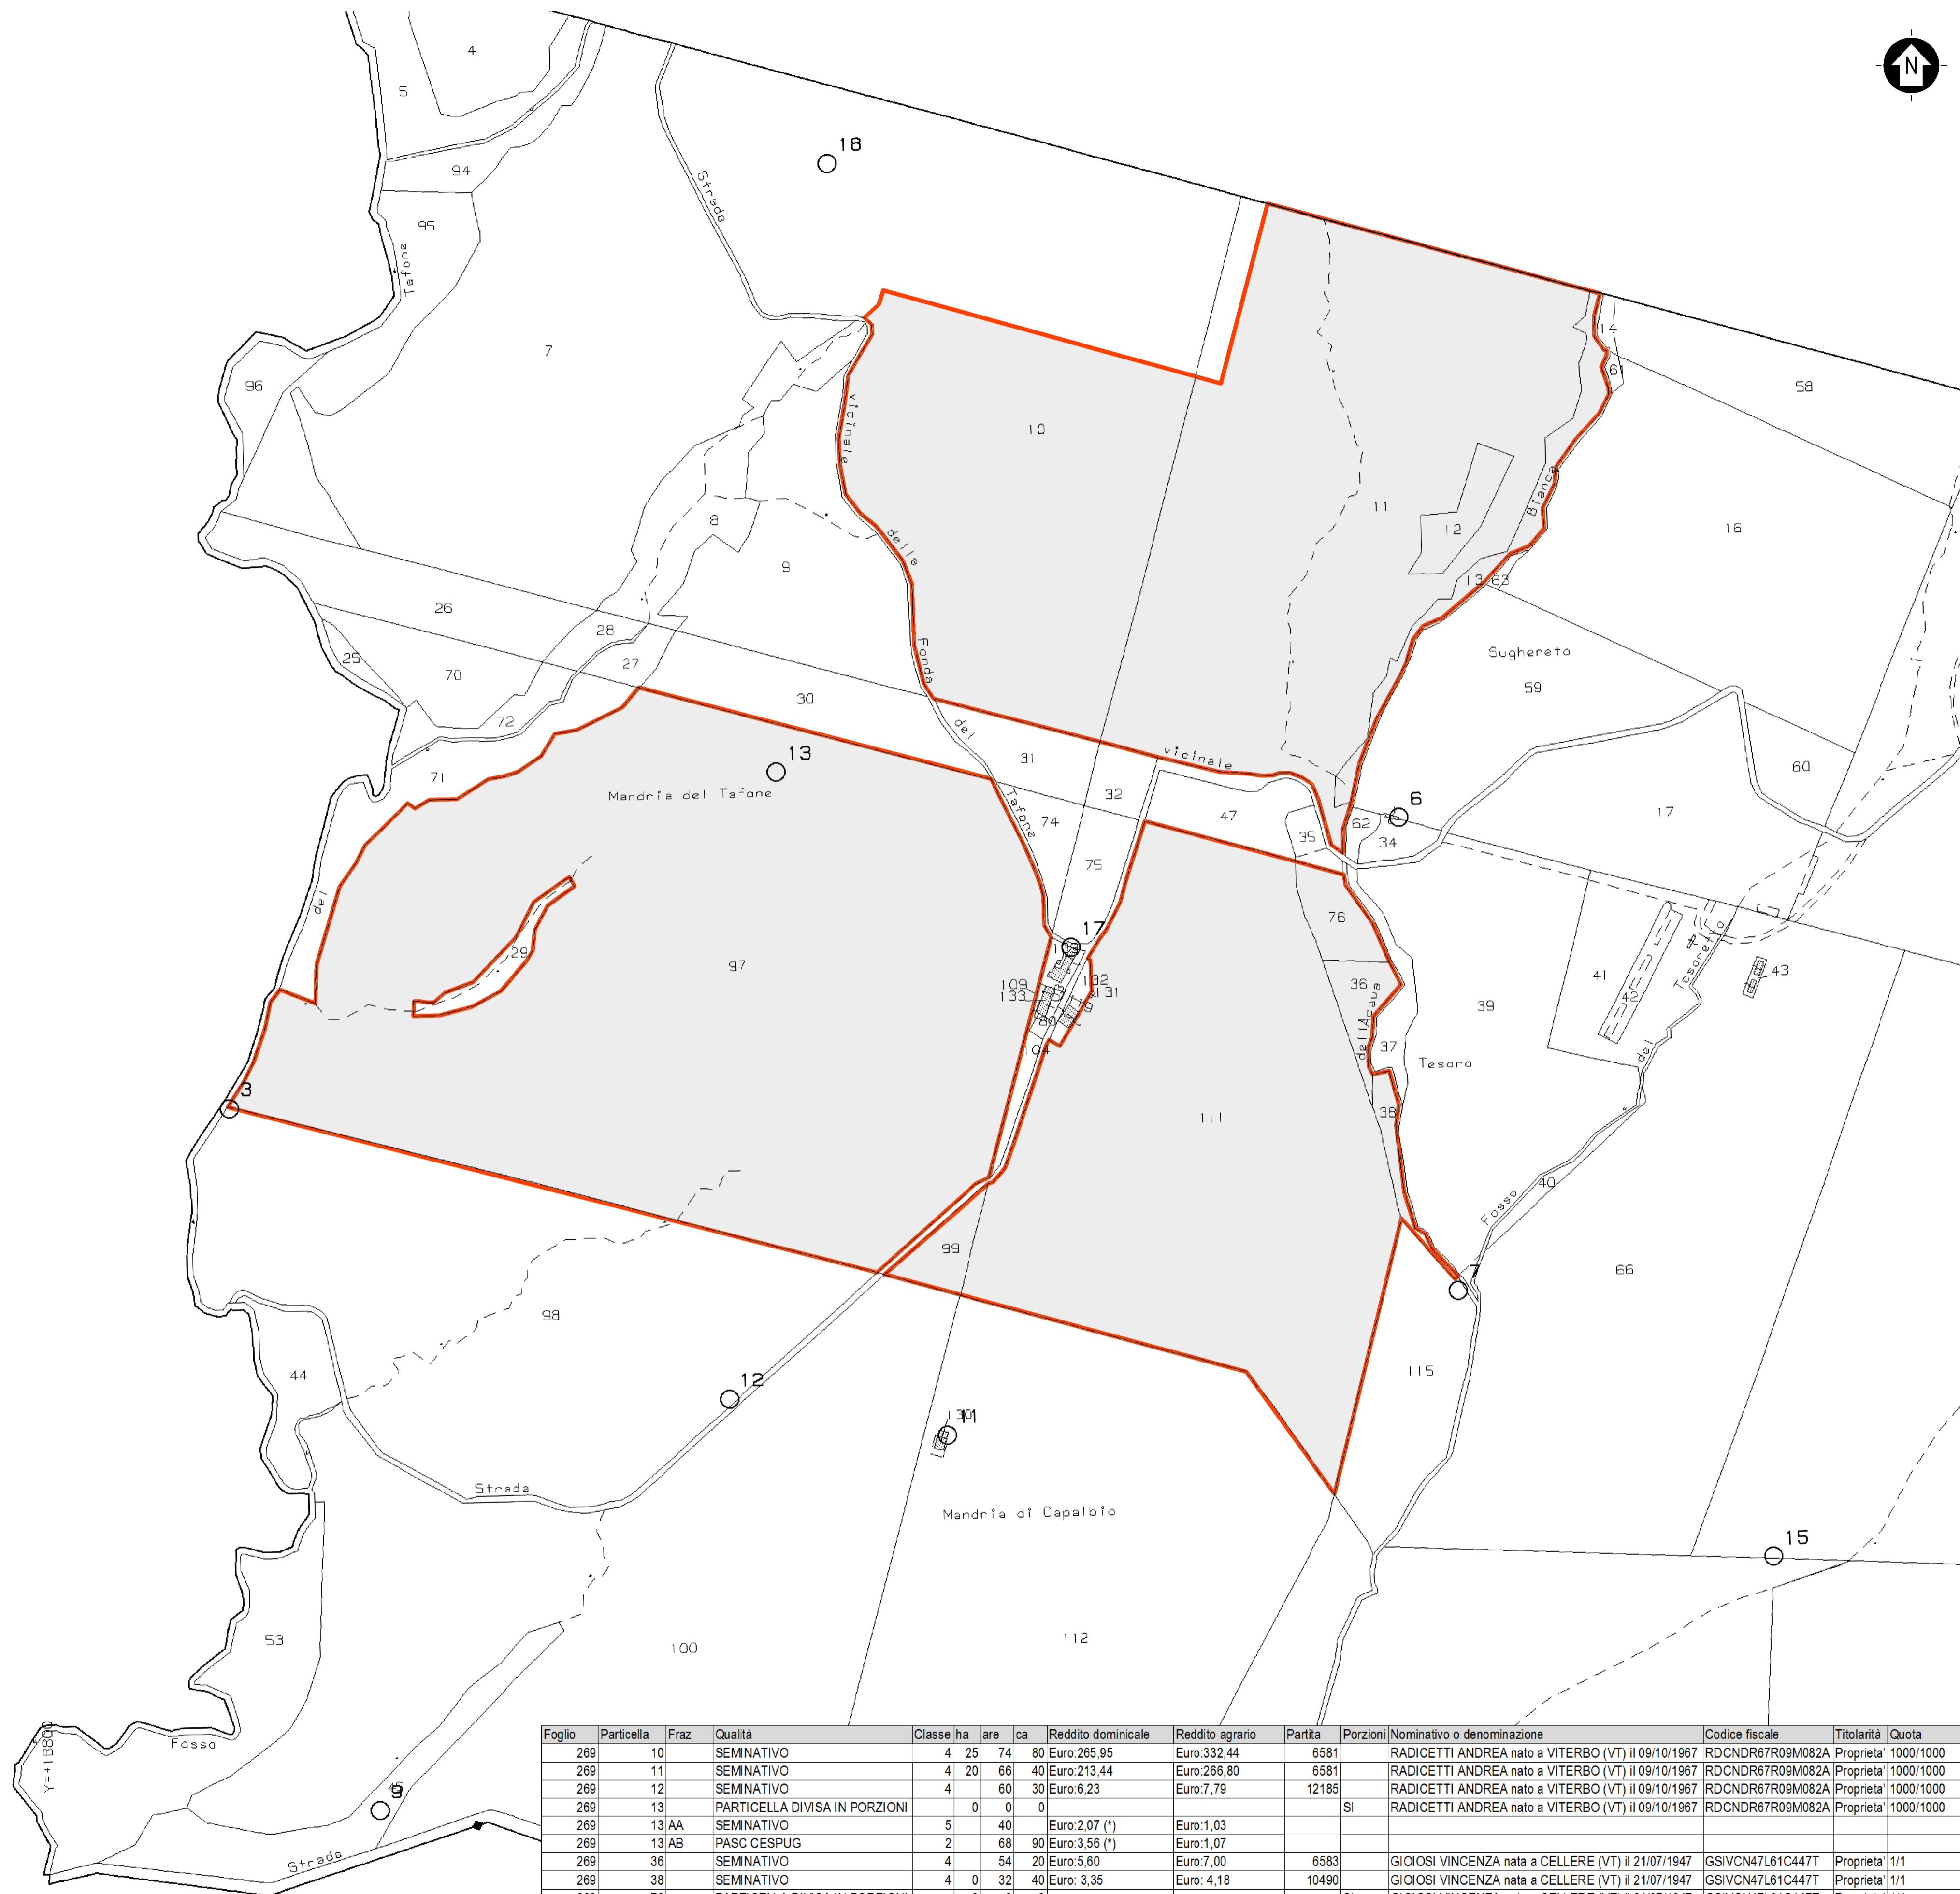 N
4
5
18
94
Strada
95
Tafone
14
7
61
58
96
10
vicinale
11
Bianca
8
12
16
della
9
13
63
26
28
Sughereto
25
27
59
70
Fonda
30
72
del
31
vicinale
13
60
71
Mandria del Tafone
32
6
Tafone
47
17
74
62
35
34
75
del
76
17
29
97
Tesoretto
41
43
132
36
109
131
133
42
39
80
dell'Acqua
104
37
del
Tesoro
3
38
111
40
Fosso
99
7
66
98
115
44
12
11
Strada
Mandria di Capalbio
15
53
100
112
Y=+18800
Fosso
Strada
Foglio Particella Fraz Qualità Classe ha are ca Reddito dominicale Reddito agrario Partita Porzioni Nominativo o denominazione Codice fiscale Titolarità Quota
269 10 SEMINATIVO 4 25 74 80 Euro:265,95 Euro:332,44 6581 RADICETTI ANDREA nato a VITERBO (VT) il 09/10/1967 RDCNDR67R09M082A Proprieta' 1000/1000
269 11 SEMINATIVO 4 20 66 40 Euro:213,44 Euro:266,80 6581 RADICETTI ANDREA nato a VITERBO (VT) il 09/10/1967 RDCNDR67R09M082A Proprieta' 1000/1000
269 12 SEMINATIVO 4 60 30 Euro:6,23 Euro:7,79 12185 RADICETTI ANDREA nato a VITERBO (VT) il 09/10/1967 RDCNDR67R09M082A Proprieta' 1000/1000
269 13 PARTICELLA DIVISA IN PORZIONI 0 0 0 SI RADICETTI ANDREA nato a VITERBO (VT) il 09/10/1967 RDCNDR67R09M082A Proprieta' 1000/1000
269 13 AA SEMINATIVO 5 40 Euro:2,07 (*) Euro:1,03
269 13 AB PASC CESPUG 2 68 90 Euro:3,56 (*) Euro:1,07
269 36 SEMINATIVO 4 54 20 Euro:5,60 Euro:7,00 6583 GIOIOSI VINCENZA nata a CELLERE (VT) il 21/07/1947 GSIVCN47L61C447T Proprieta' 1/1
269 38 SEMINATIVO 4 0 32 40 Euro: 3,35 Euro: 4,18 10490 GIOIOSI VINCENZA nata a CELLERE (VT) il 21/07/1947 GSIVCN47L61C447T Proprieta' 1/1